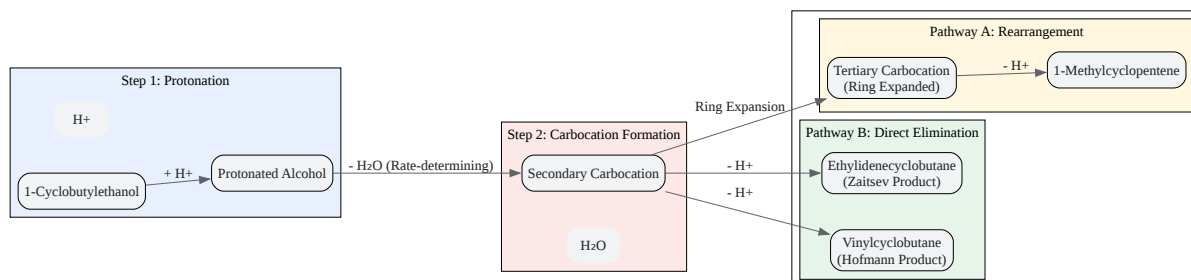 Step 1: Protonation
H+
1-Cyclobutylethanol
+ H+
Protonated Alcohol
- H₂O (Rate-determining)
Step 2: Carbocation Formation
Secondary Carbocation
H₂O
Ring Expansion
- H+
- H+
Pathway A: Rearrangement
Tertiary Carbocation
(Ring Expanded)
- H+
1-Methylcyclopentene
Pathway B: Direct Elimination
Ethylidenecyclobutane
(Zaitsev Product)
Vinylcyclobutane
(Hofmann Product)